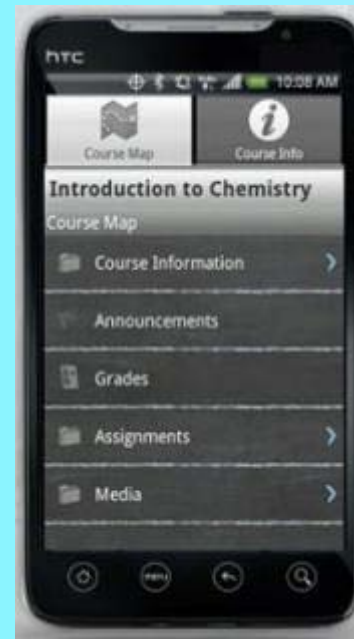 hTC
10:08 AM
Course Map
Course Info
Introduction to Chemistry
Course Map
Course Information
Announcements
Grades
Assignments
Media
menu